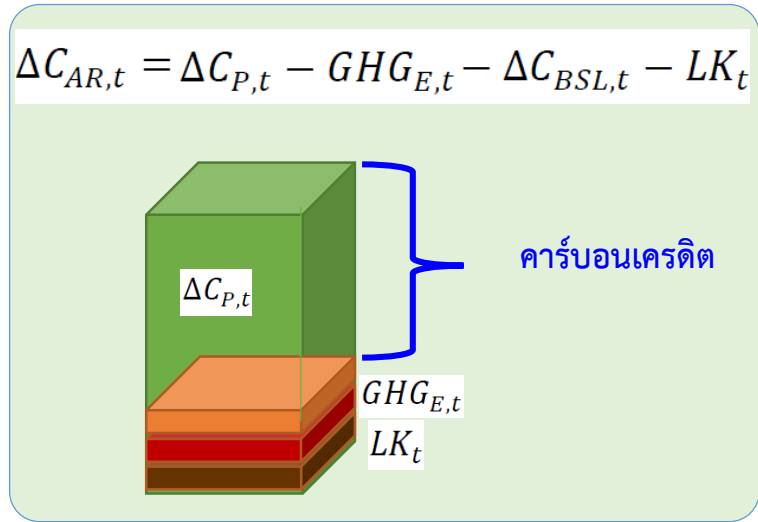 ΔC_{AR,t} = ΔC_{P,t} − GHG_{E,t} − ΔC_{BSL,t} − LK_t
คาร์บอนเครดิต
ΔC_{P,t}
GHG_{E,t}
LK_t